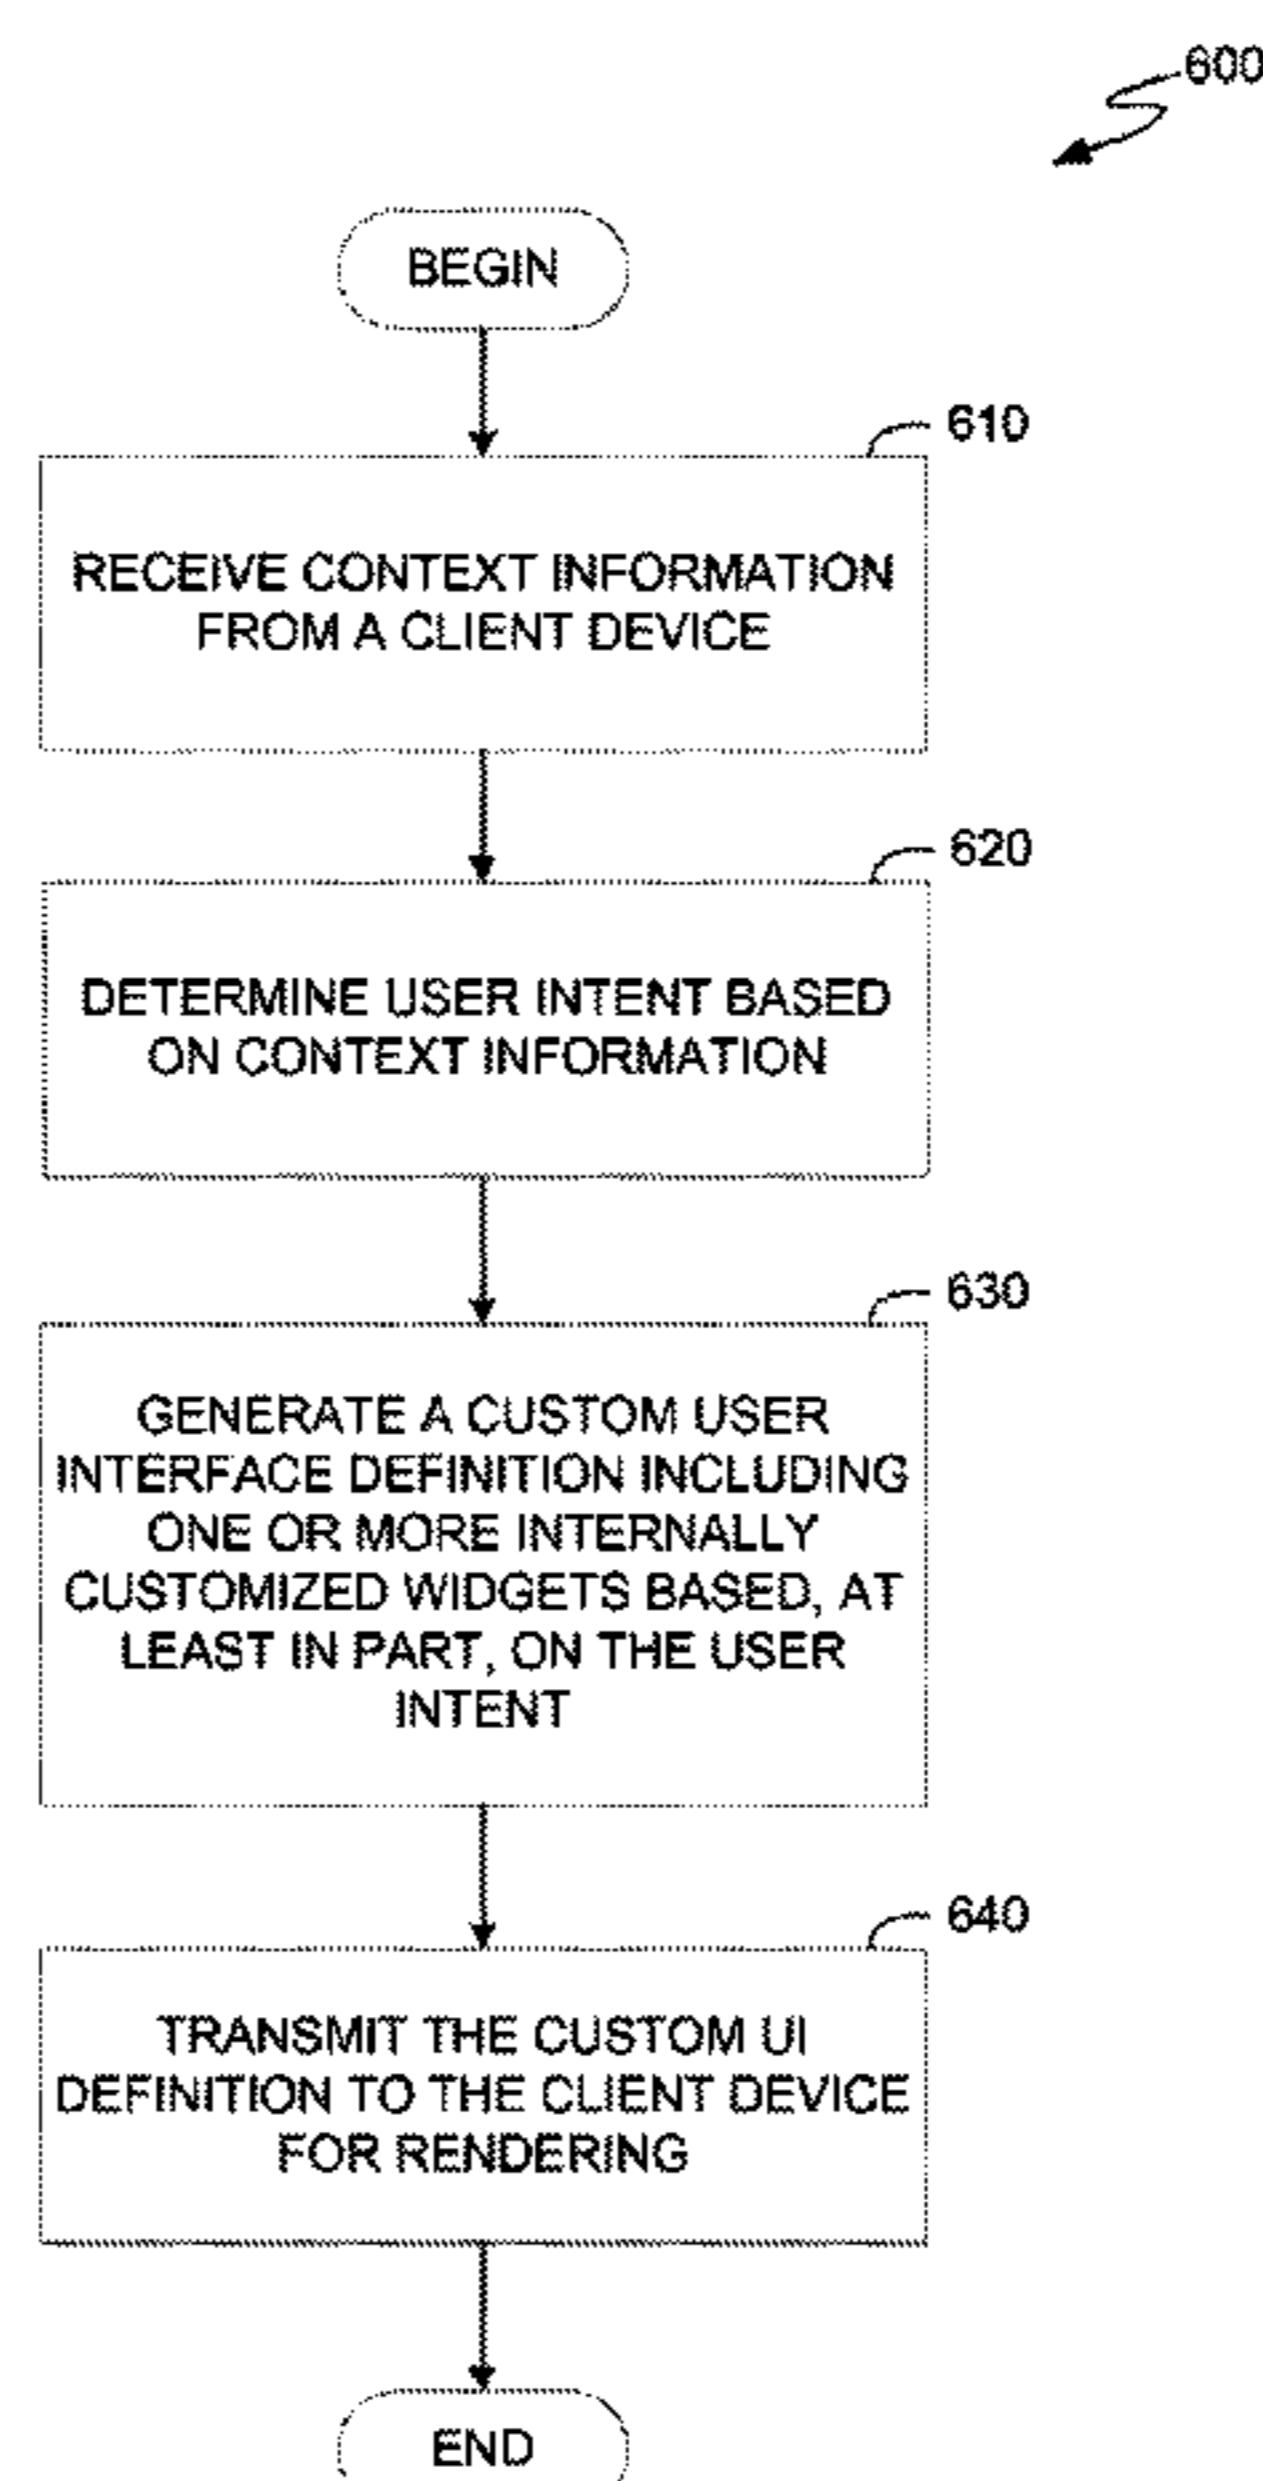 600
BEGIN
610
RECEIVE CONTEXT INFORMATION
FROM A CLIENT DEVICE
620
DETERMINE USER INTENT BASED
ON CONTEXT INFORMATION
630
GENERATE A CUSTOM USER
INTERFACE DEFINITION INCLUDING
ONE OR MORE INTERNALLY
CUSTOMIZED WIDGETS BASED, AT
LEAST IN PART, ON THE USER
INTENT
640
TRANSMIT THE CUSTOM UI
DEFINITION TO THE CLIENT DEVICE
FOR RENDERING
END